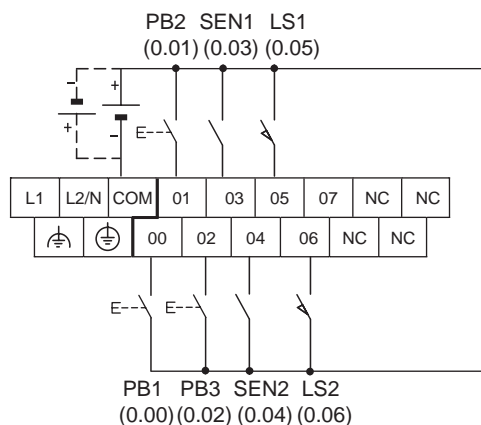 PB2 SEN1 LS1
(0.01) (0.03) (0.05)
- +
+ -
L1 L2/N COM 01 03 05 07 NC NC
00 02 04 06 NC NC
PB1 PB3 SEN2 LS2
(0.00) (0.02) (0.04) (0.06)